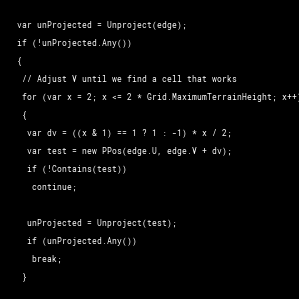 var unProjected = Unproject(edge);
if (!unProjected.Any())
{
// Adjust V until we find a cell that works
for (var x = 2; x <= 2 * Grid.MaximumTerrainHeight; x++
{
var dv = ((x & 1) == 1 ? 1 : -1) * x / 2;
var test = new PPos(edge.U, edge.V + dv);
if (!Contains(test))
continue;
unProjected = Unproject(test);
if (unProjected.Any())
break;
}